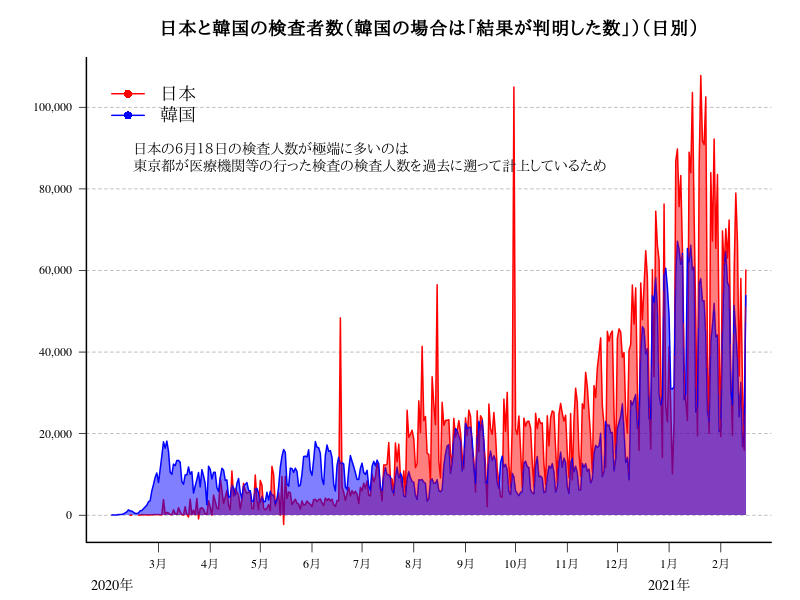 日本と韓国の検査者数(韓国の場合は「結果が判明した数」)(日別)
日本
韓国
日本の6月18日の検査人数が極端に多いのは
東京都が医療機関等の行った検査の検査人数を過去に遡って計上しているため
100,000
80,000
60,000
40,000
20,000
0
3月 4月 5月 6月 7月 8月 9月 10月 11月 12月 1月 2月
2020年 2021年